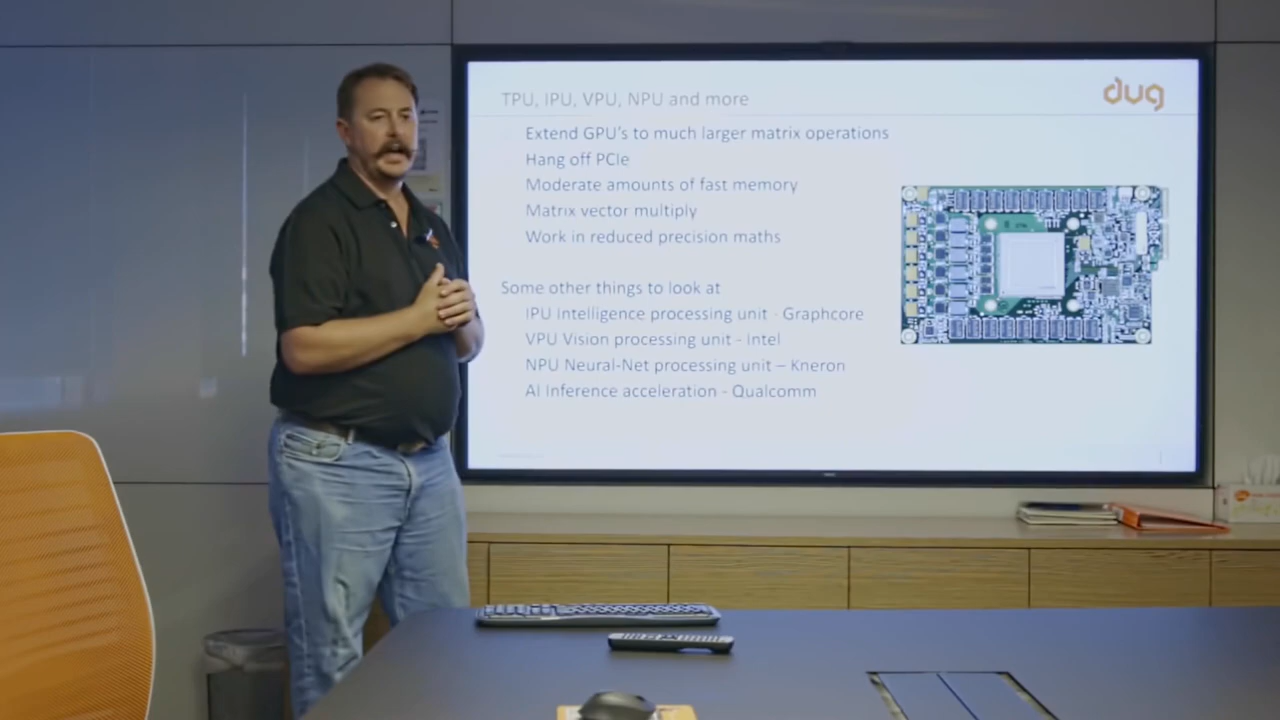 TPU, IPU, VPU, NPU and more
dug
Extend GPU's to much larger matrix operations
Hang off PCIe
Moderate amounts of fast memory
Matrix vector multiply
Work in reduced precision maths
Some other things to look at
IPU Intelligence processing unit - Graphcore
VPU Vision processing unit - Intel
NPU Neural-Net processing unit – Kneron
AI Inference acceleration - Qualcomm